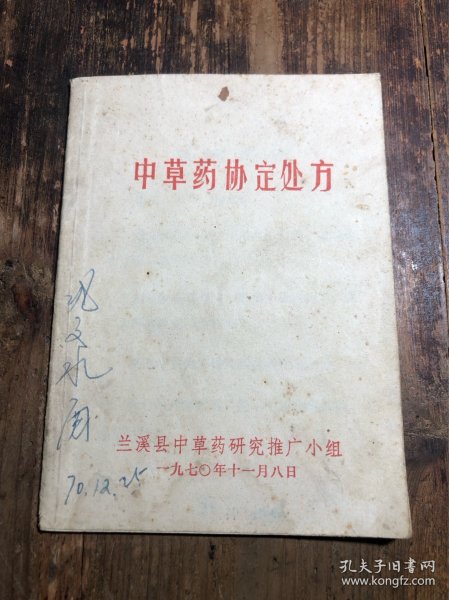 中草药协定处方
文水
70.12.25
兰溪县中草药研究推广小组
一九七〇年十一月八日
孔夫子旧书网
www.kongfz.com